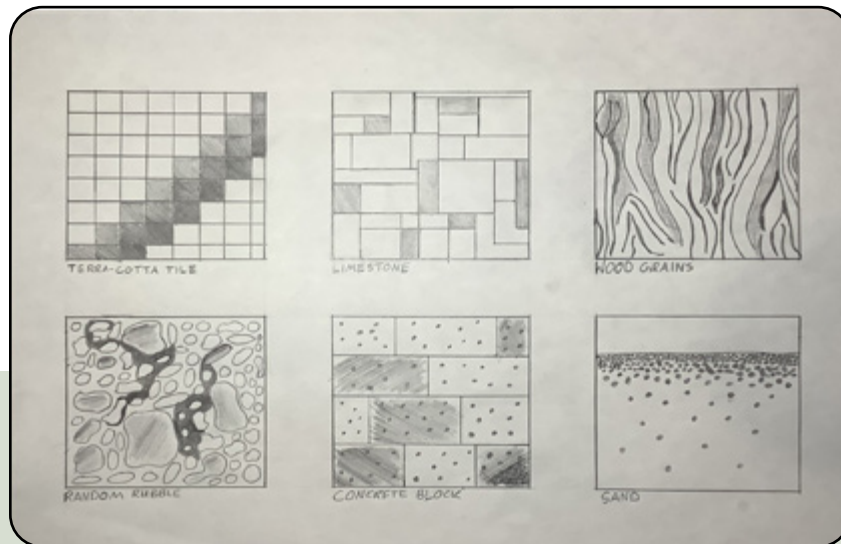 TERRA-COTTA TILE
LIMESTONE
WOOD GRAINS
RANDOM RUBBLE
CONCRETE BLOCK
SAND